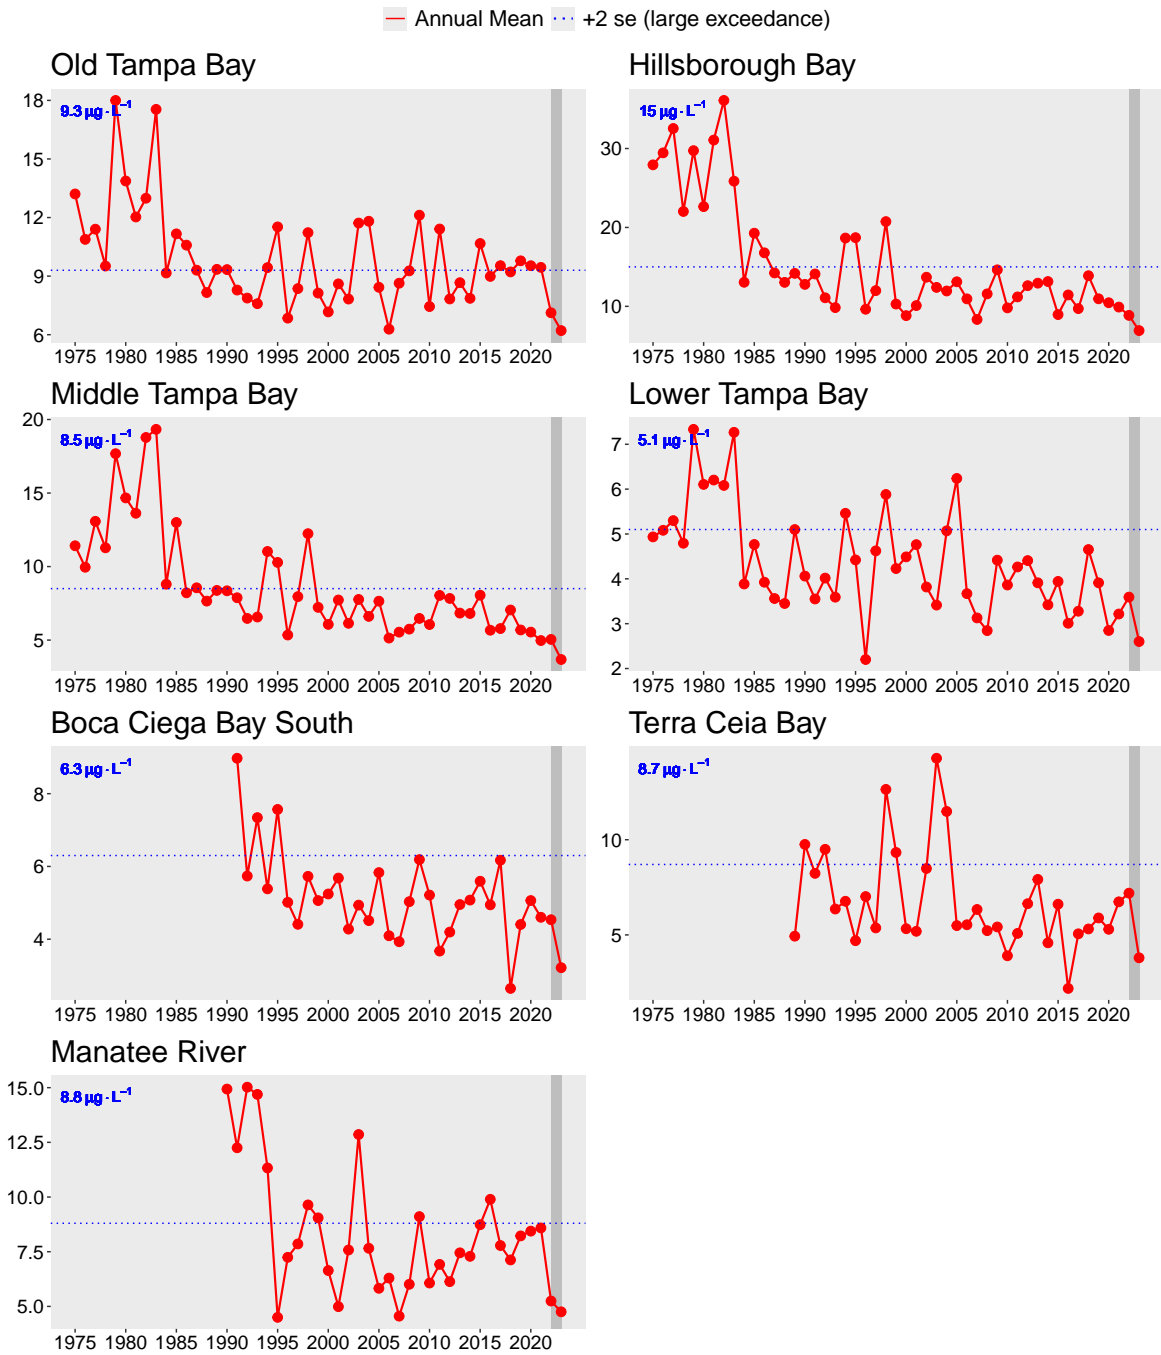 Annual Mean +2 se (large exceedance)
Old Tampa Bay
9.3 µg · L⁻¹
18
15
12
9
6
1975 1980 1985 1990 1995 2000 2005 2010 2015 2020
Hillsborough Bay
15 µg · L⁻¹
30
20
10
1975 1980 1985 1990 1995 2000 2005 2010 2015 2020
Middle Tampa Bay
8.5 µg · L⁻¹
20
15
10
5
1975 1980 1985 1990 1995 2000 2005 2010 2015 2020
Lower Tampa Bay
5.1 µg · L⁻¹
7
6
5
4
3
2
1975 1980 1985 1990 1995 2000 2005 2010 2015 2020
Boca Ciega Bay South
6.3 µg · L⁻¹
8
6
4
1975 1980 1985 1990 1995 2000 2005 2010 2015 2020
Terra Ceia Bay
8.7 µg · L⁻¹
10
5
1975 1980 1985 1990 1995 2000 2005 2010 2015 2020
Manatee River
8.8 µg · L⁻¹
15.0
12.5
10.0
7.5
5.0
1975 1980 1985 1990 1995 2000 2005 2010 2015 2020